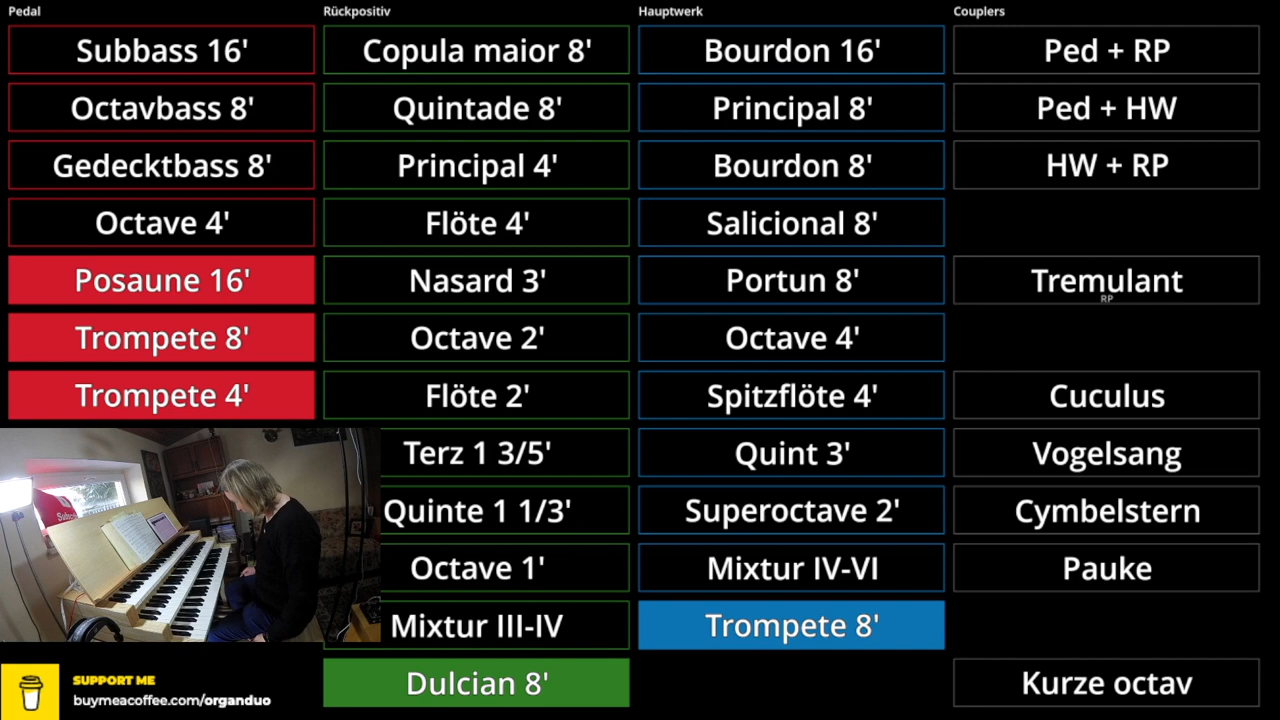 Pedal
Rückpositiv
Hauptwerk
Couplers
Subbass 16'
Copula maior 8'
Bourdon 16'
Ped + RP
Octavbass 8'
Quintade 8'
Principal 8'
Ped + HW
Gedecktbass 8'
Principal 4'
Bourdon 8'
HW + RP
Octave 4'
Flöte 4'
Salicional 8'
Posaune 16'
Nasard 3'
Portun 8'
Tremulant
RP
Trompete 8'
Octave 2'
Octave 4'
Trompete 4'
Flöte 2'
Spitzflöte 4'
Cuculus
Terz 1 3/5'
Quint 3'
Vogelsang
Quinte 1 1/3'
Superoctave 2'
Cymbelstern
Octave 1'
Mixtur IV-VI
Pauke
Mixtur III-IV
Trompete 8'
Dulcian 8'
Kurze octav
SUPPORT ME
buymeacoffee.com/organduo